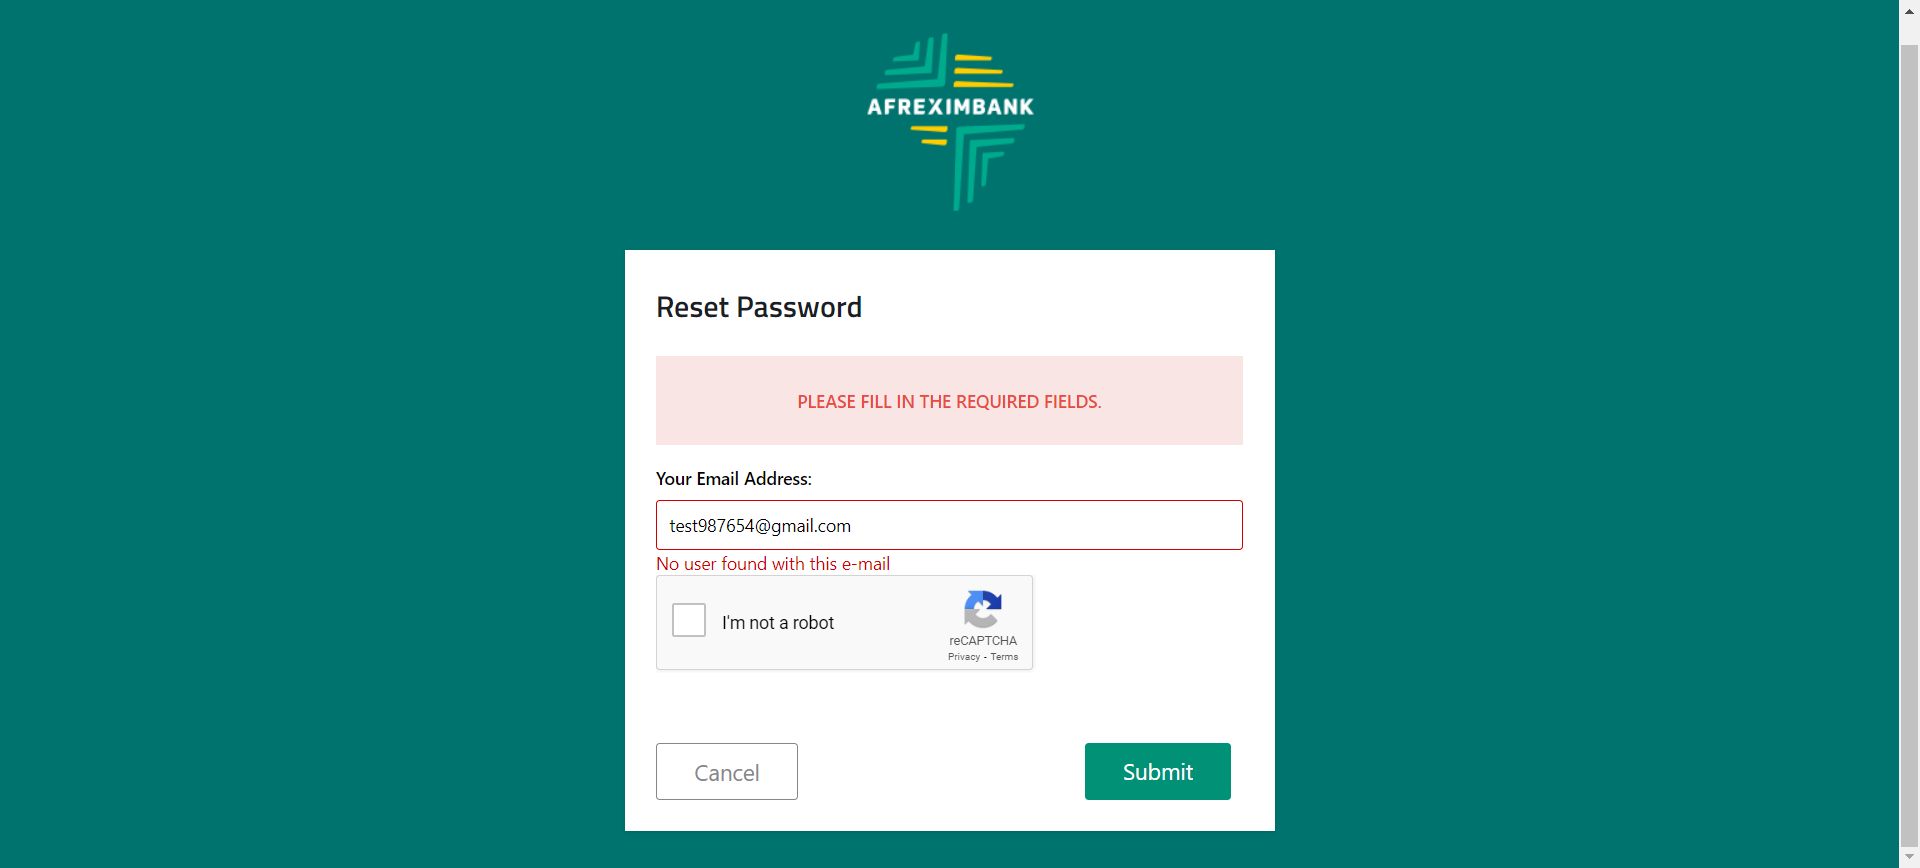 AFREXIMBANK
Reset Password
PLEASE FILL IN THE REQUIRED FIELDS.
Your Email Address:
test987654@gmail.com
No user found with this e-mail
I'm not a robot
reCAPTCHA
Privacy - Terms
Cancel
Submit